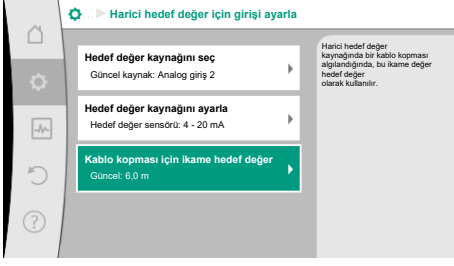 ... Harici hedef değer için girişi ayarla
Hedef değer kaynağını seç
Güncel kaynak: Analog giriş 2
Hedef değer kaynağını ayarla
Hedef değer sensörü: 4 - 20 mA
Kablo kopması için ikame hedef değer
Güncel: 6,0 m
Harici hedef değer
kaynağında bir kablo kopması
algılandığında, bu ikame değer
hedef değer
olarak kullanılır.